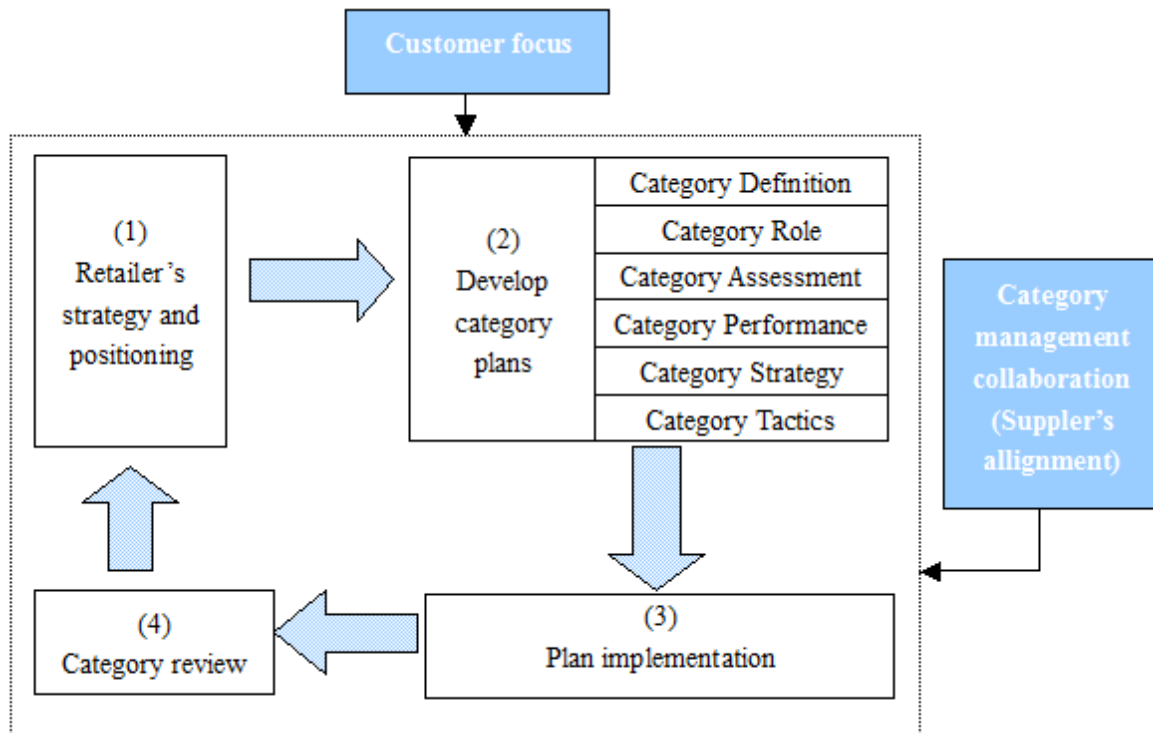 Customer focus
(1)
Retailer’s
strategy and
positioning
(2)
Develop
category
plans
Category Definition
Category Role
Category Assessment
Category Performance
Category Strategy
Category Tactics
Category
management
collaboration
(Suppler’s
allignment)
(3)
Plan implementation
(4)
Category review